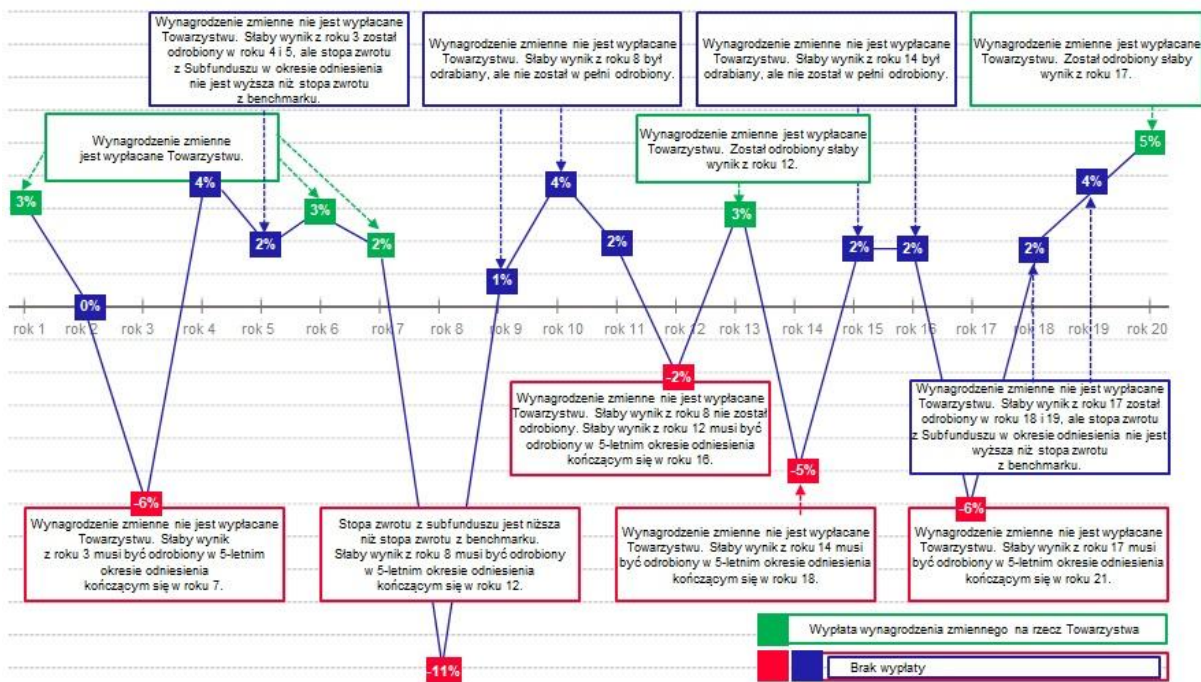 Wynagrodzenie zmienne nie jest wypłacane
Towarzystwu. Słaby wynik z roku 3 został
odrobiony w roku 4 i 5, ale stopa zwrotu
z Subfunduszu w okresie odniesienia
nie jest wyższa niż stopa zwrotu
z benchmarku.
Wynagrodzenie zmienne nie jest wypłacane
Towarzystwu. Słaby wynik z roku 8 był
odrabiany, ale nie został w pełni odrobiony.
Wynagrodzenie zmienne nie jest wypłacane
Towarzystwu. Słaby wynik z roku 14 był
odrabiany, ale nie został w pełni odrobiony.
Wynagrodzenie zmienne jest wypłacane
Towarzystwu. Został odrobiony słaby
wynik z roku 17.
Wynagrodzenie zmienne
jest wypłacane Towarzystwu.
Wynagrodzenie zmienne jest wypłacane
Towarzystwu. Został odrobiony słaby
wynik z roku 12.
3%
0%
-6%
4%
2%
3%
2%
-11%
1%
4%
2%
-2%
3%
-5%
2%
2%
-6%
2%
4%
5%
rok 1
rok 2
rok 3
rok 4
rok 5
rok 6
rok 7
rok 8
rok 9
rok 10
rok 11
rok 12
rok 13
rok 14
rok 15
rok 16
rok 17
rok 18
rok 19
rok 20
Wynagrodzenie zmienne nie jest wypłacane
Towarzystwu. Słaby wynik z roku 8 nie został
odrobiony. Słaby wynik z roku 12 musi być
odrobiony w 5-letnim okresie odniesienia
kończącym się w roku 16.
Wynagrodzenie zmienne nie jest wypłacane
Towarzystwu. Słaby wynik z roku 17 został
odrobiony w roku 18 i 19, ale stopa zwrotu
z Subfunduszu w okresie odniesienia nie jest
wyższa niż stopa zwrotu
z benchmarku.
Wynagrodzenie zmienne nie jest wypłacane
Towarzystwu. Słaby wynik
z roku 3 musi być odrobiony w 5-letnim
okresie odniesienia
kończącym się w roku 7.
Stopa zwrotu z subfunduszu jest niższa
niż stopa zwrotu z benchmarku.
Słaby wynik z roku 8 musi być odrobiony
w 5-letnim okresie odniesienia
kończącym się w roku 12.
Wynagrodzenie zmienne nie jest wypłacane
Towarzystwu. Słaby wynik z roku 14 musi
być odrobiony w 5-letnim okresie odniesienia
kończącym się w roku 18.
Wynagrodzenie zmienne nie jest wypłacane
Towarzystwu. Słaby wynik z roku 17 musi
być odrobiony w 5-letnim okresie odniesienia
kończącym się w roku 21.
Wypłata wynagrodzenia zmiennego na rzecz Towarzystwa
Brak wypłaty